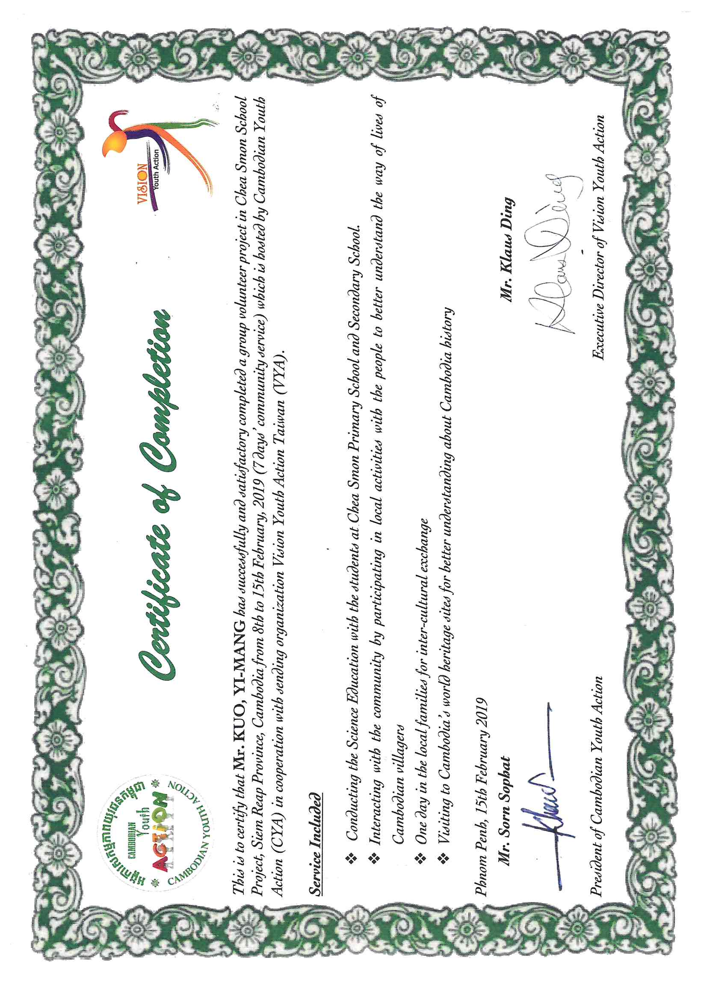 អង្គការសកម្មភាពយុវជនកម្ពុជា
CAMBODIAN
Youth
ACTION
CAMBODIAN YOUTH ACTION
Certificate of Completion
VISION
Youth Action
This is to certify that Mr. KUO, YI-MANG has successfully and satisfactory completed a group volunteer project in Chea Smon School
Project, Siem Reap Province, Cambodia from 8th to 15th February, 2019 (7 days' community service) which is hosted by Cambodian Youth
Action (CYA) in cooperation with sending organization Vision Youth Action Taiwan (VYA).
Service Included
❖ Conducting the Science Education with the students at Chea Smon Primary School and Secondary School.
❖ Interacting with the community by participating in local activities with the people to better understand the way of lives of
Cambodian villagers
❖ One day in the local families for inter-cultural exchange
❖ Visiting to Cambodia's world heritage sites for better understanding about Cambodia history
Phnom Penh, 15th February 2019
Mr. Sorn Sophat
Mr. Klaus Ding
Klaus Ding
President of Cambodian Youth Action
Executive Director of Vision Youth Action